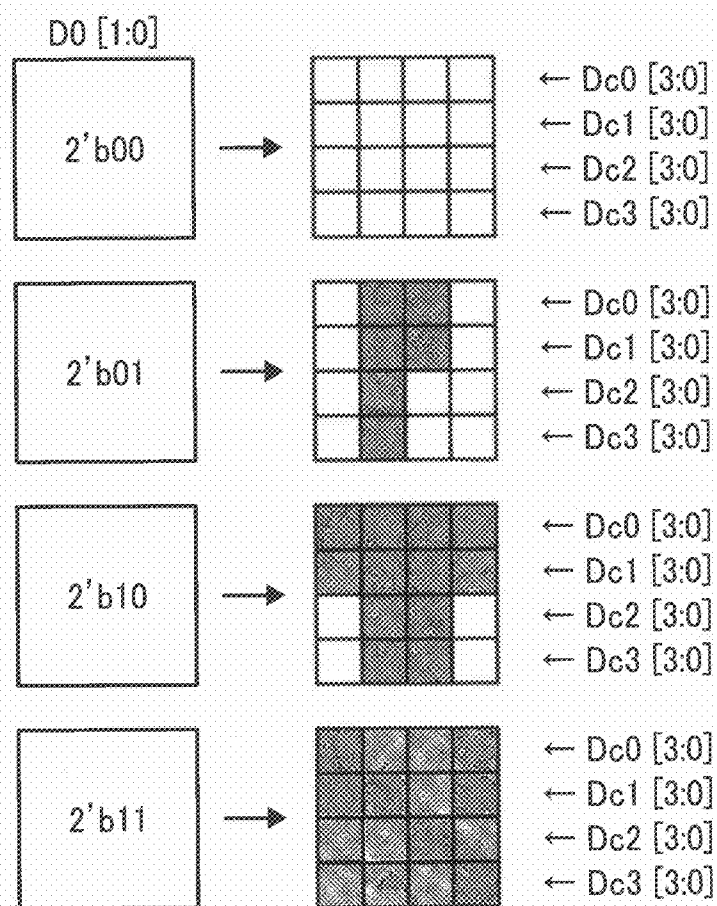 D0 [1:0]
2'b00
← Dc0 [3:0]
← Dc1 [3:0]
← Dc2 [3:0]
← Dc3 [3:0]
2'b01
← Dc0 [3:0]
← Dc1 [3:0]
← Dc2 [3:0]
← Dc3 [3:0]
2'b10
← Dc0 [3:0]
← Dc1 [3:0]
← Dc2 [3:0]
← Dc3 [3:0]
2'b11
← Dc0 [3:0]
← Dc1 [3:0]
← Dc2 [3:0]
← Dc3 [3:0]